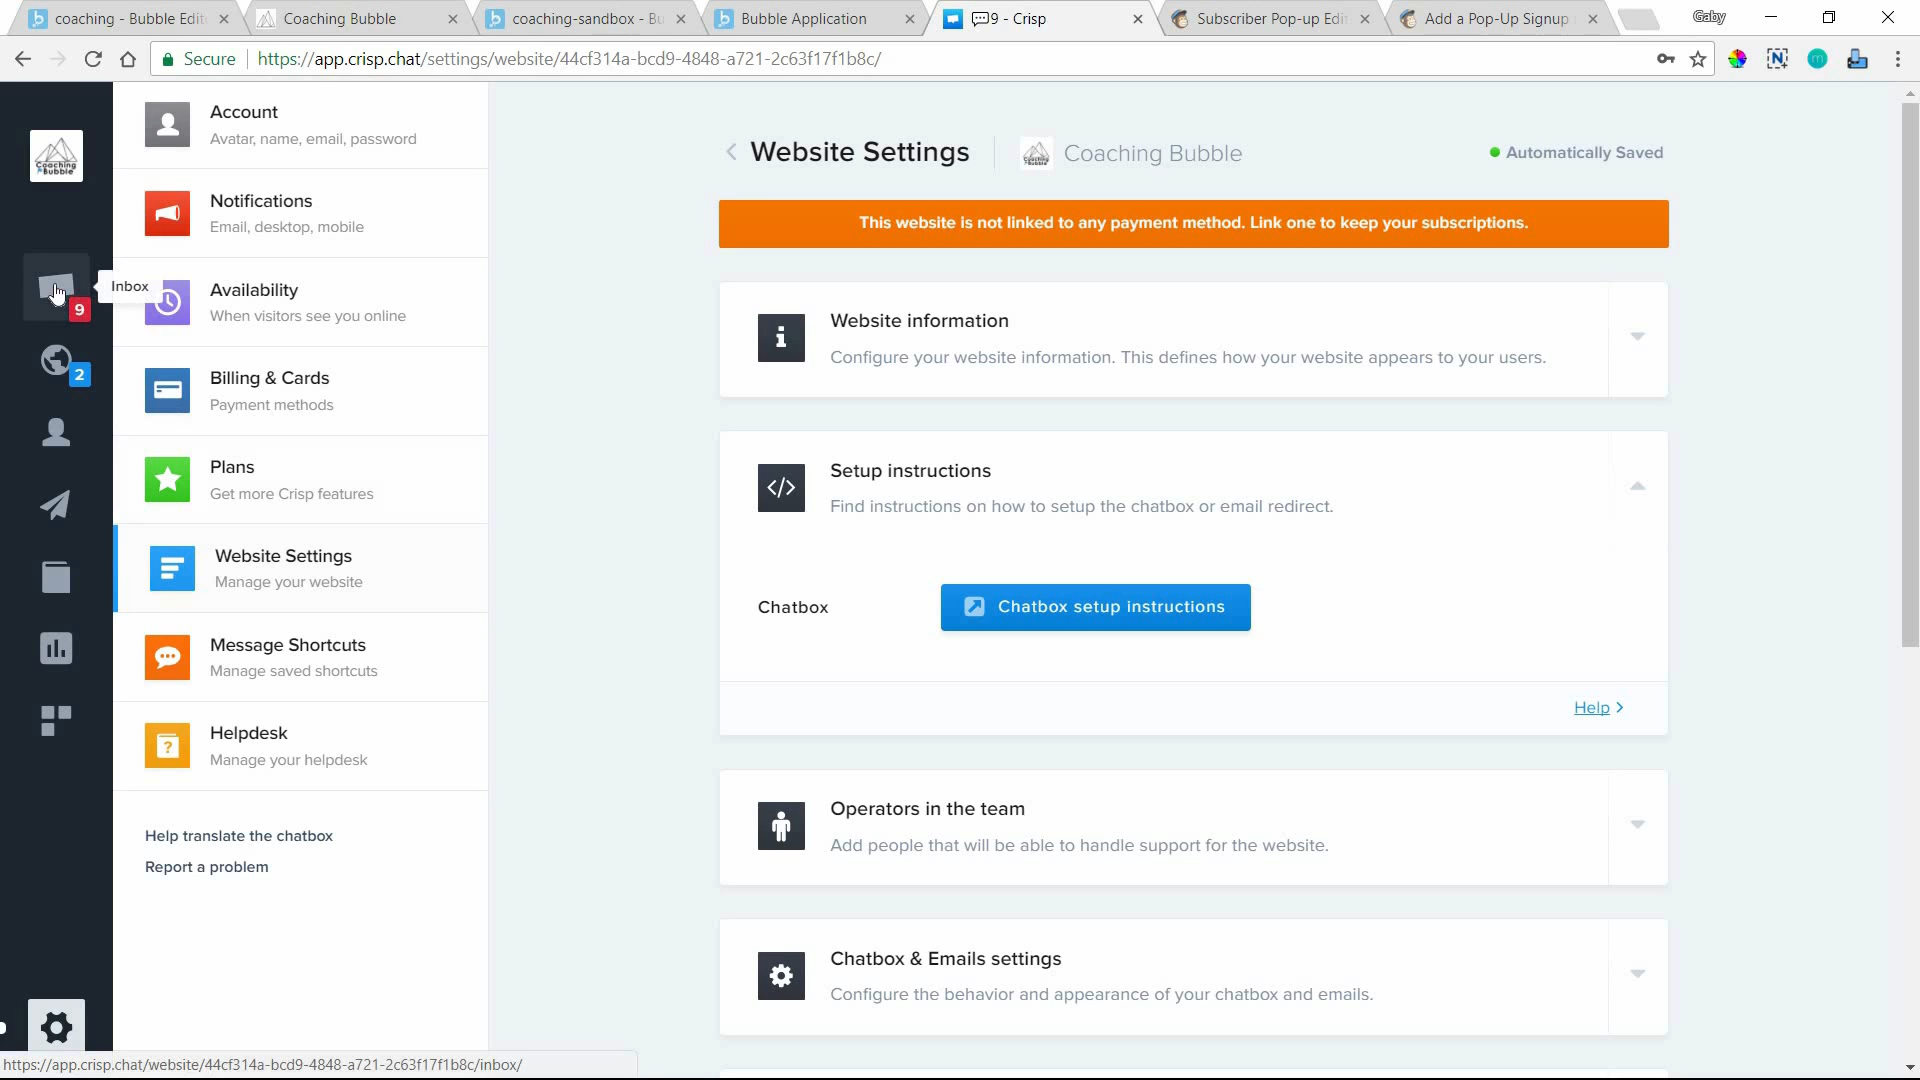 coaching - Bubble Edit
Coaching Bubble
coaching-sandbox - Bu
Bubble Application
9 - Crisp
Subscriber Pop-up Edi
Add a Pop-Up Signup
Gaby
Secure
https://app.crisp.chat/settings/website/44cf314a-bcd9-4848-a721-2c63f17f1b8c/
Coaching
Bubble
Inbox
9
2
Account
Avatar, name, email, password
Notifications
Email, desktop, mobile
Availability
When visitors see you online
Billing & Cards
Payment methods
Plans
Get more Crisp features
Website Settings
Manage your website
Message Shortcuts
Manage saved shortcuts
Helpdesk
Manage your helpdesk
Help translate the chatbox
Report a problem
Website Settings
Coaching Bubble
Automatically Saved
This website is not linked to any payment method. Link one to keep your subscriptions.
Website information
Configure your website information. This defines how your website appears to your users.
Setup instructions
Find instructions on how to setup the chatbox or email redirect.
Chatbox
Chatbox setup instructions
Help
Operators in the team
Add people that will be able to handle support for the website.
Chatbox & Emails settings
Configure the behavior and appearance of your chatbox and emails.
https://app.crisp.chat/website/44cf314a-bcd9-4848-a721-2c63f17f1b8c/inbox/